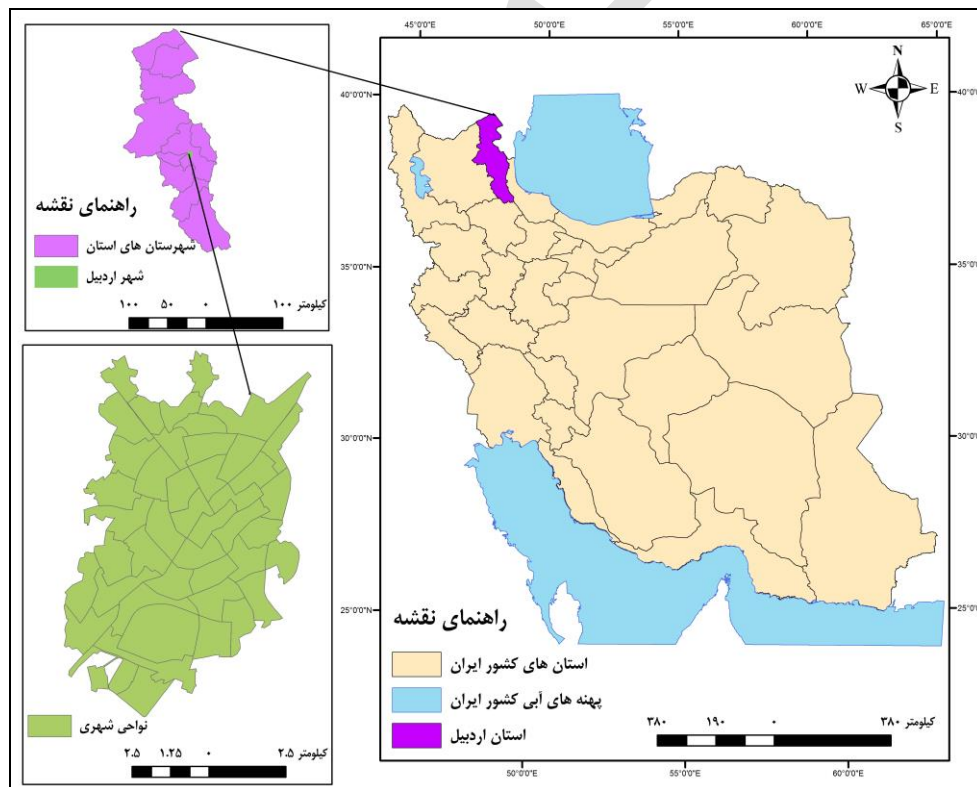 راهنمای نقشه
شهرستان های استان
شهر اردبیل
۱۰۰ ۵۰ ۰ ۱۰۰ کیلومتر
نواحی شهری
۲.۵ ۱.۲۵ ۰ ۲.۵ کیلومتر
45°0'0"E 50°0'0"E 55°0'0"E 60°0'0"E 65°0'0"E
N
W E
S
40°0'0"N 40°0'0"N
35°0'0"N 35°0'0"N
30°0'0"N 30°0'0"N
25°0'0"N 25°0'0"N
راهنمای نقشه
استان های کشور ایران
پهنه های آبی کشور ایران
استان اردبیل
۳۸۰ ۱۹۰ ۰ ۳۸۰ کیلومتر
50°0'0"E 55°0'0"E 60°0'0"E